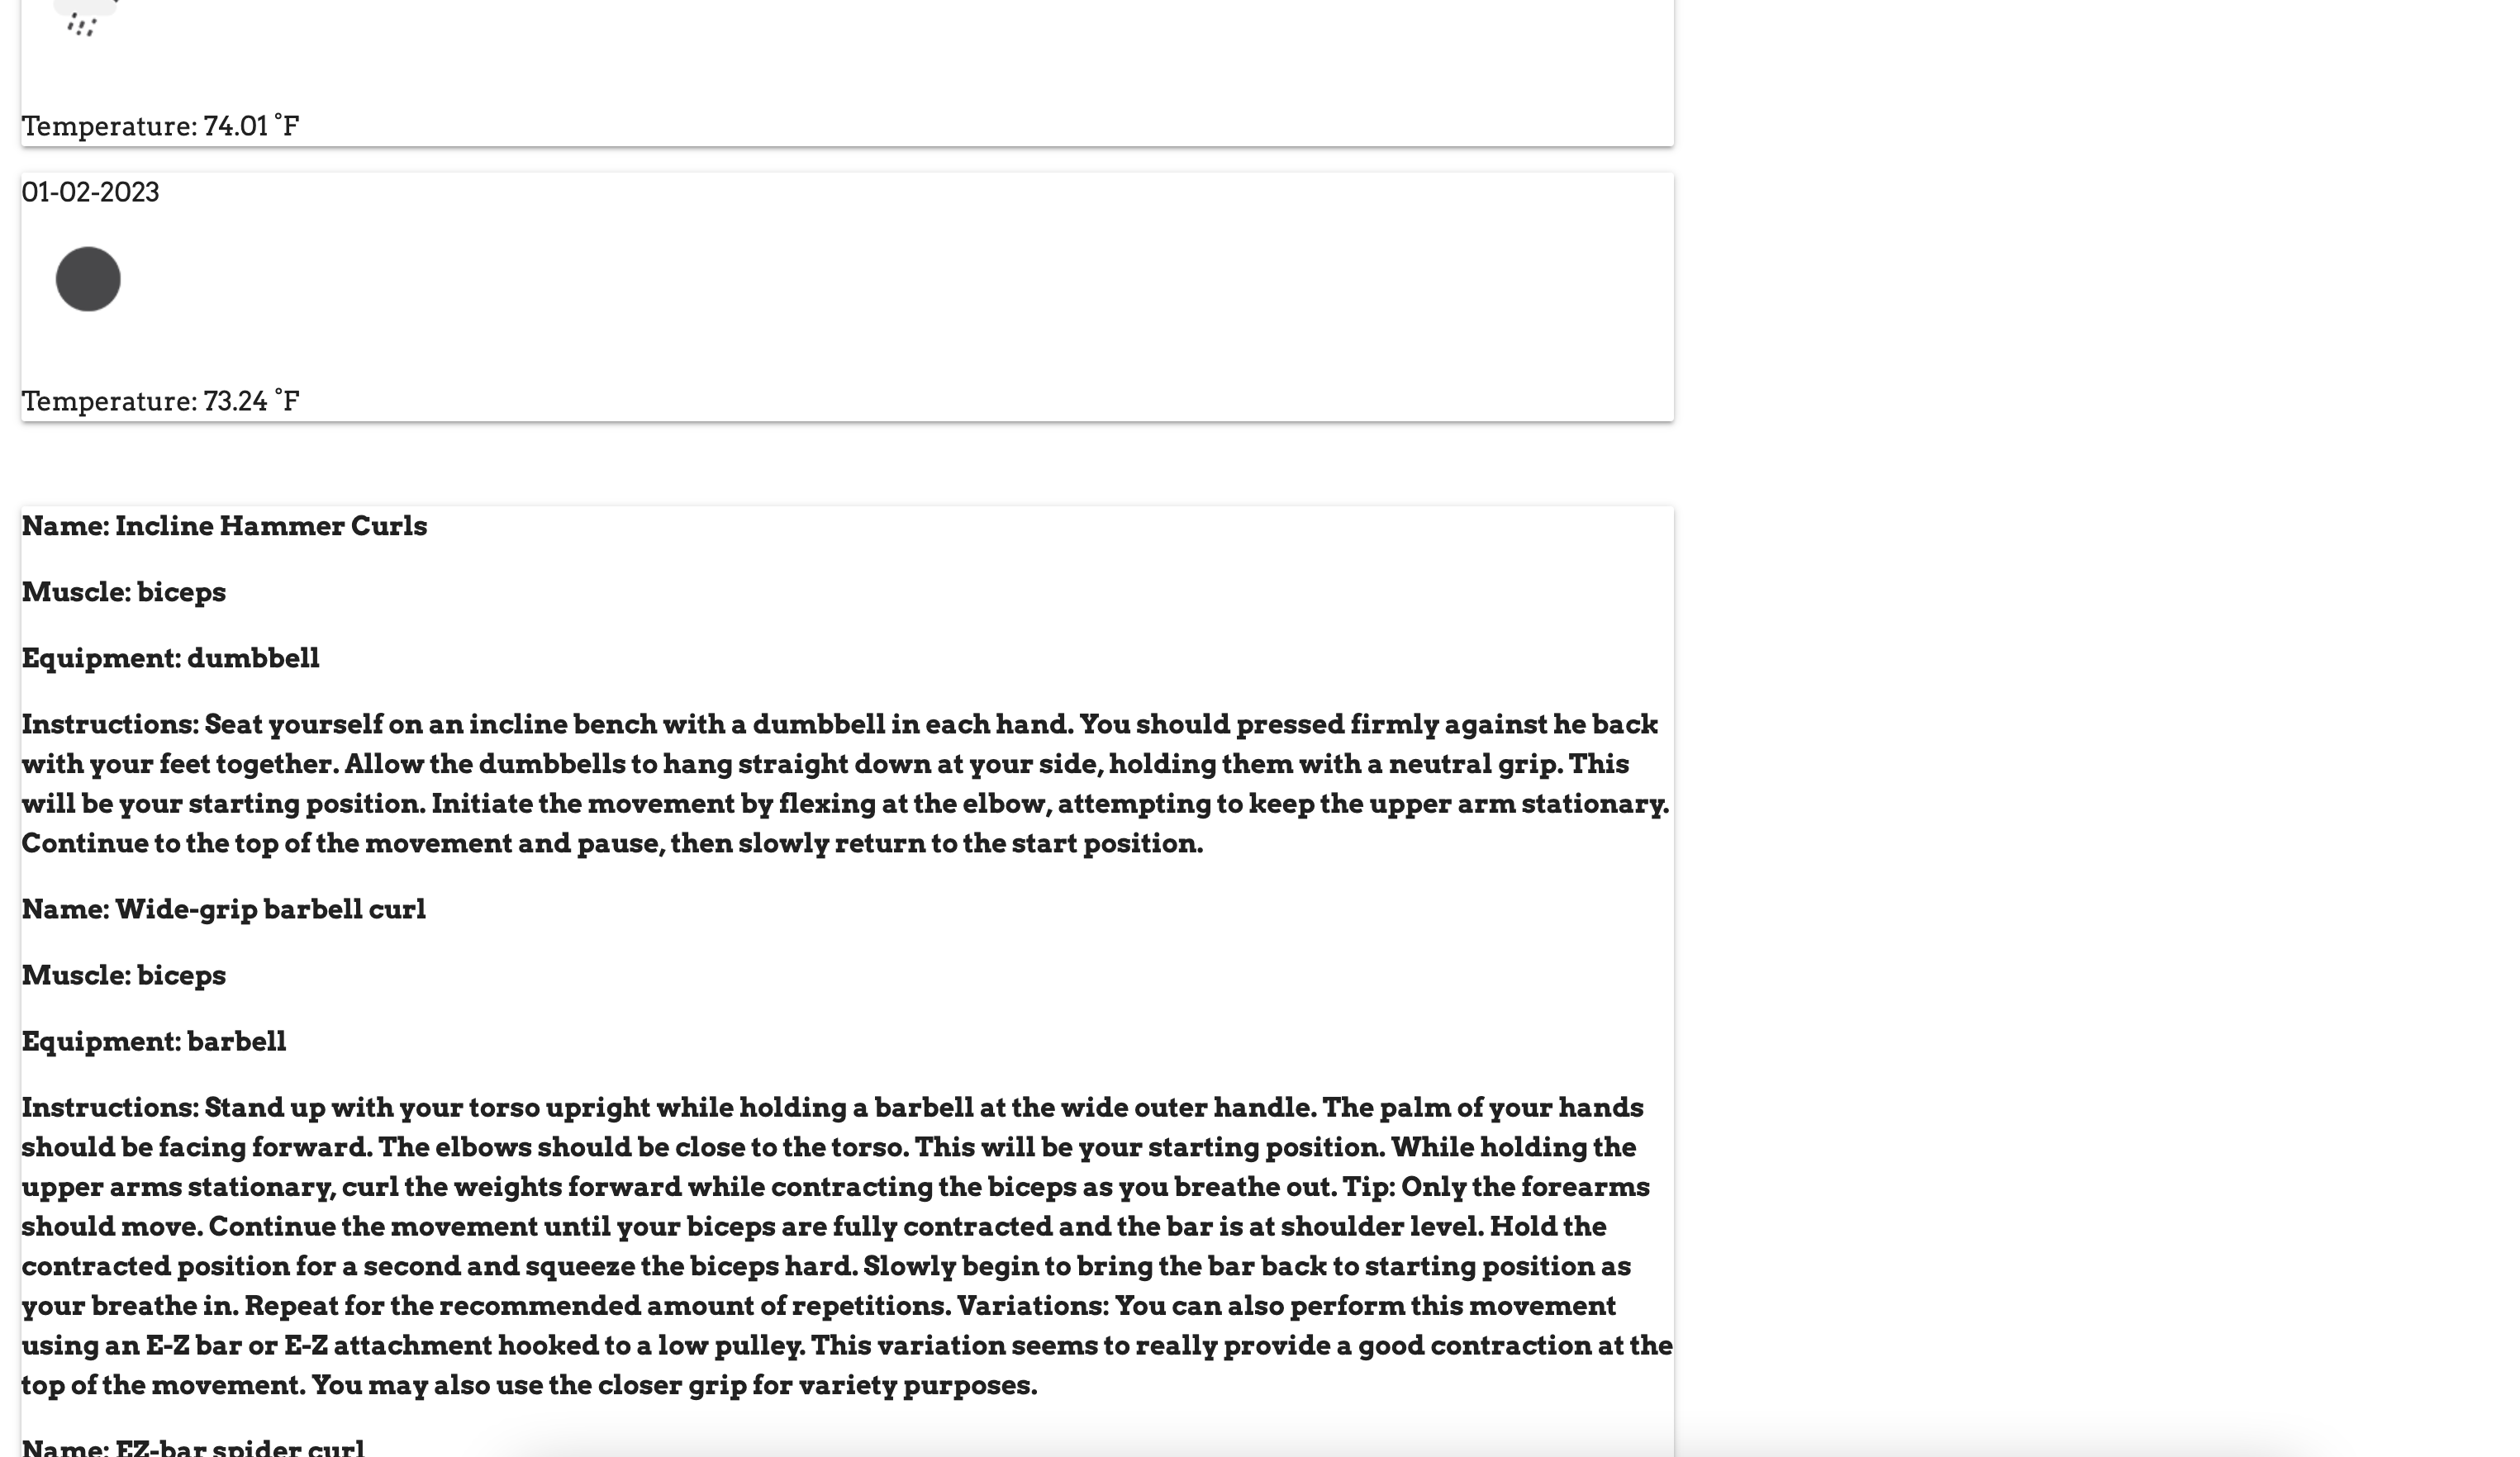 Temperature: 74.01 °F
01-02-2023
Temperature: 73.24 °F
Name: Incline Hammer Curls
Muscle: biceps
Equipment: dumbbell
Instructions: Seat yourself on an incline bench with a dumbbell in each hand. You should pressed firmly against he back
with your feet together. Allow the dumbbells to hang straight down at your side, holding them with a neutral grip. This
will be your starting position. Initiate the movement by flexing at the elbow, attempting to keep the upper arm stationary.
Continue to the top of the movement and pause, then slowly return to the start position.
Name: Wide-grip barbell curl
Muscle: biceps
Equipment: barbell
Instructions: Stand up with your torso upright while holding a barbell at the wide outer handle. The palm of your hands
should be facing forward. The elbows should be close to the torso. This will be your starting position. While holding the
upper arms stationary, curl the weights forward while contracting the biceps as you breathe out. Tip: Only the forearms
should move. Continue the movement until your biceps are fully contracted and the bar is at shoulder level. Hold the
contracted position for a second and squeeze the biceps hard. Slowly begin to bring the bar back to starting position as
your breathe in. Repeat for the recommended amount of repetitions. Variations: You can also perform this movement
using an E-Z bar or E-Z attachment hooked to a low pulley. This variation seems to really provide a good contraction at the
top of the movement. You may also use the closer grip for variety purposes.
Name: EZ-bar spider curl